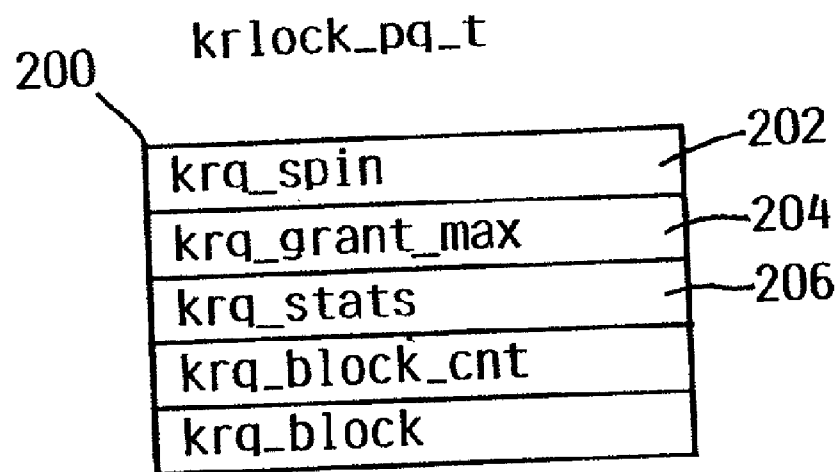 krlock_pq_t
200
krq_spin 202
krq_grant_max 204
krq_stats 206
krq_block_cnt
krq_block